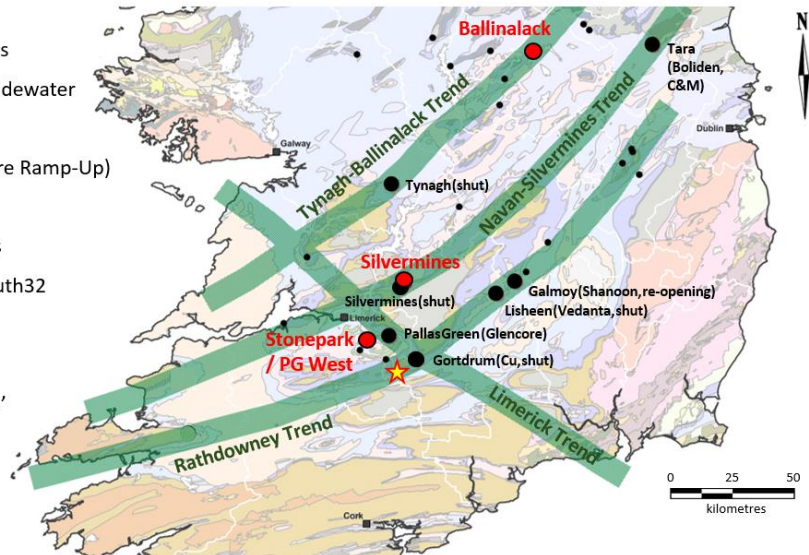 s
dewater
re Ramp-Up)
s
uth32
,
Ballinalack
N
Tara
(Boliden,
C&M)
Dublin
Galway
Tynagh-Ballinalack Trend
Navan-Silvermines Trend
Tynagh(shut)
Silvermines
Silvermines(shut)
Galmoy(Shanoon,re-opening)
Lisheen(Vedanta,shut)
Limerick
Stonepark
/ PG West
PallasGreen(Glencore)
Gortdrum(Cu,shut)
Rathdowney Trend
Limerick Trend
Cork
0 25 50
kilometres